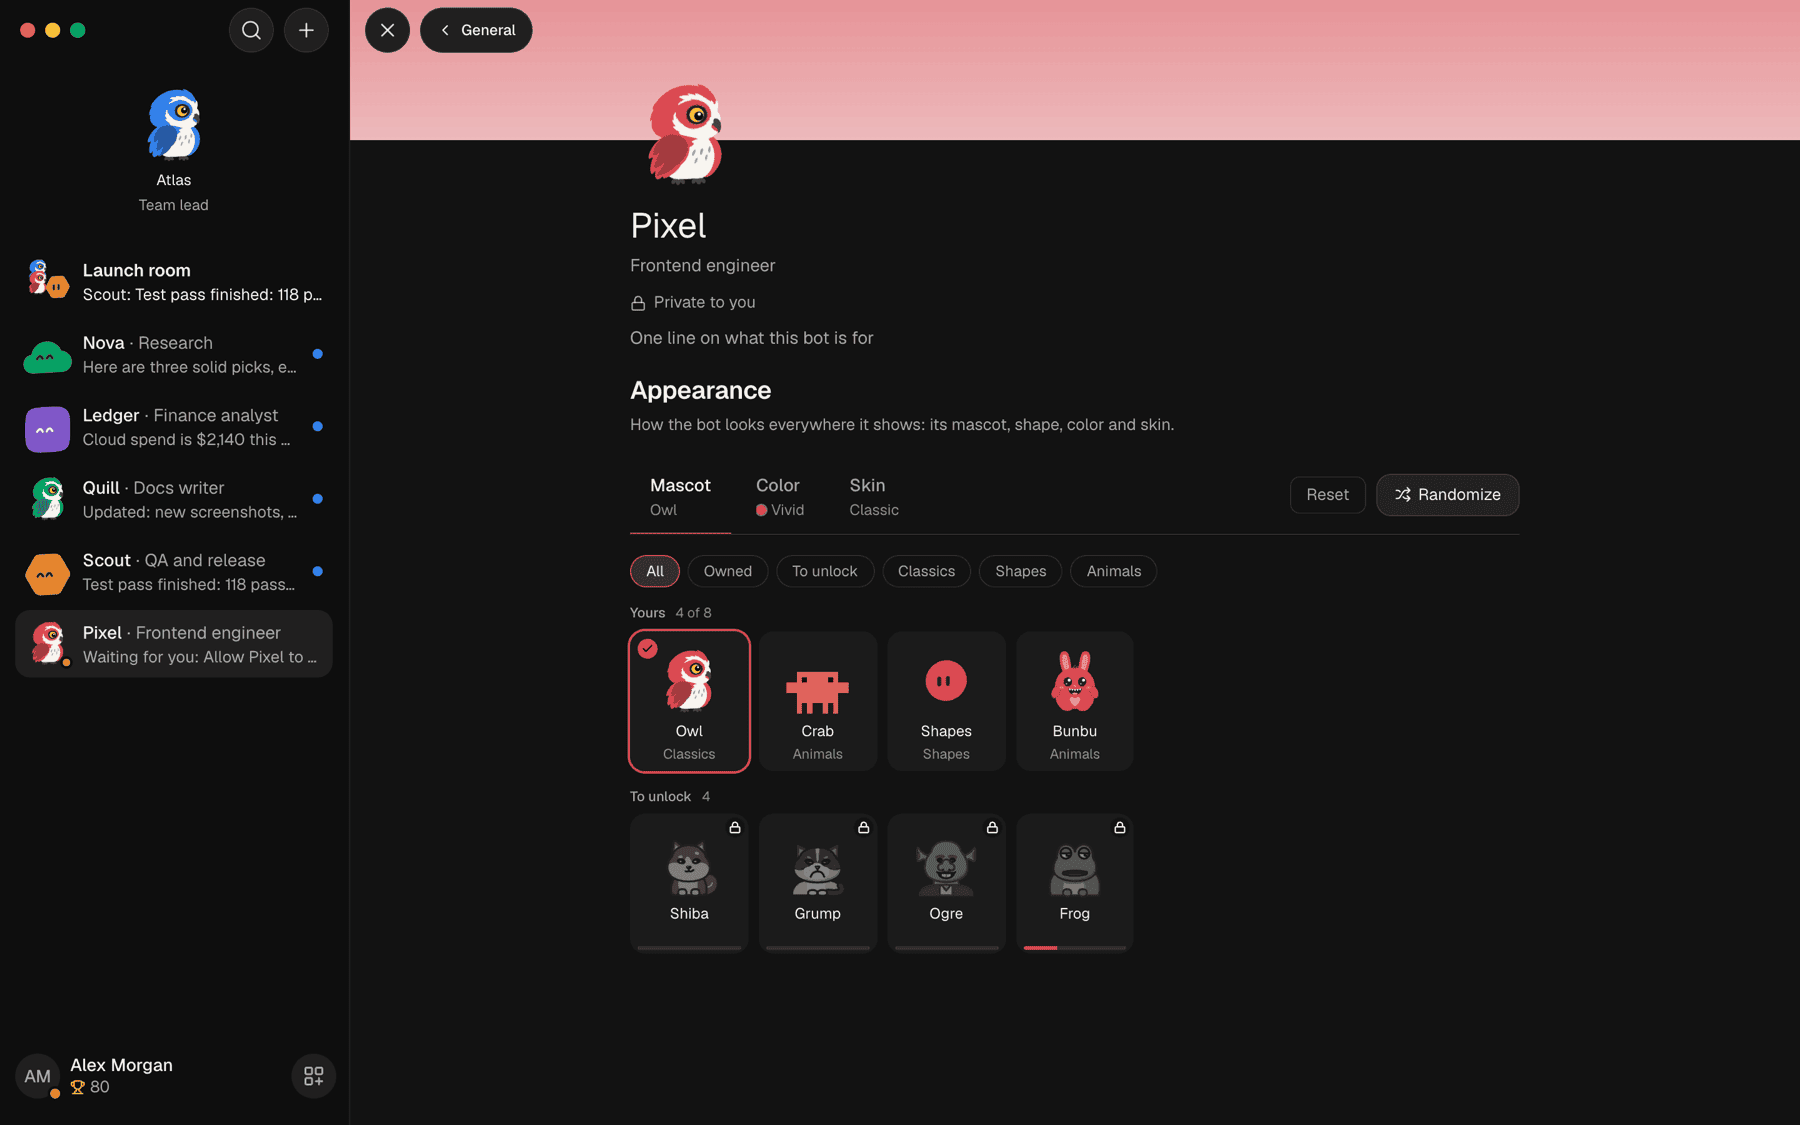 General
Atlas
Team lead
Launch room
Scout: Test pass finished: 118 p...
Nova · Research
Here are three solid picks, e...
Ledger · Finance analyst
Cloud spend is $2,140 this ...
Quill · Docs writer
Updated: new screenshots, ...
Scout · QA and release
Test pass finished: 118 pass...
Pixel · Frontend engineer
Waiting for you: Allow Pixel to ...
AM
Alex Morgan
80
Pixel
Frontend engineer
Private to you
One line on what this bot is for
Appearance
How the bot looks everywhere it shows: its mascot, shape, color and skin.
Mascot
Owl
Color
Vivid
Skin
Classic
Reset
Randomize
All
Owned
To unlock
Classics
Shapes
Animals
Yours 4 of 8
Owl
Classics
Crab
Animals
Shapes
Shapes
Bunbu
Animals
To unlock 4
Shiba
Grump
Ogre
Frog